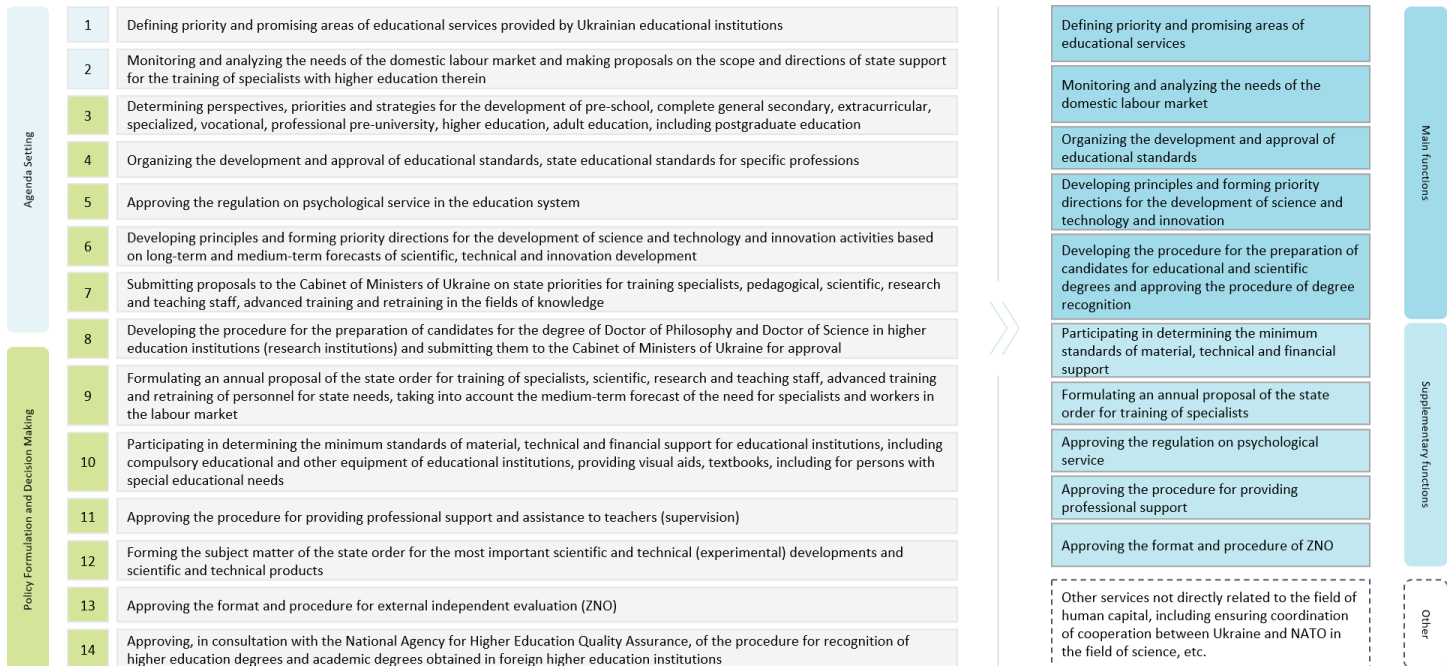 Agenda Setting
Policy Formulation and Decision Making
1
Defining priority and promising areas of educational services provided by Ukrainian educational institutions
2
Monitoring and analyzing the needs of the domestic labour market and making proposals on the scope and directions of state support
for the training of specialists with higher education therein
3
Determining perspectives, priorities and strategies for the development of pre-school, complete general secondary, extracurricular,
specialized, vocational, professional pre-university, higher education, adult education, including postgraduate education
4
Organizing the development and approval of educational standards, state educational standards for specific professions
5
Approving the regulation on psychological service in the education system
6
Developing principles and forming priority directions for the development of science and technology and innovation activities based
on long-term and medium-term forecasts of scientific, technical and innovation development
7
Submitting proposals to the Cabinet of Ministers of Ukraine on state priorities for training specialists, pedagogical, scientific, research
and teaching staff, advanced training and retraining in the fields of knowledge
8
Developing the procedure for the preparation of candidates for the degree of Doctor of Philosophy and Doctor of Science in higher
education institutions (research institutions) and submitting them to the Cabinet of Ministers of Ukraine for approval
9
Formulating an annual proposal of the state order for training of specialists, scientific, research and teaching staff, advanced training
and retraining of personnel for state needs, taking into account the medium-term forecast of the need for specialists and workers in
the labour market
10
Participating in determining the minimum standards of material, technical and financial support for educational institutions, including
compulsory educational and other equipment of educational institutions, providing visual aids, textbooks, including for persons with
special educational needs
11
Approving the procedure for providing professional support and assistance to teachers (supervision)
12
Forming the subject matter of the state order for the most important scientific and technical (experimental) developments and
scientific and technical products
13
Approving the format and procedure for external independent evaluation (ZNO)
14
Approving, in consultation with the National Agency for Higher Education Quality Assurance, of the procedure for recognition of
higher education degrees and academic degrees obtained in foreign higher education institutions
Defining priority and promising areas of
educational services
Monitoring and analyzing the needs of the
domestic labour market
Organizing the development and approval of
educational standards
Developing principles and forming priority
directions for the development of science and
technology and innovation
Developing the procedure for the preparation of
candidates for educational and scientific
degrees and approving the procedure of degree
recognition
Participating in determining the minimum
standards of material, technical and financial
support
Formulating an annual proposal of the state
order for training of specialists
Approving the regulation on psychological
service
Approving the procedure for providing
professional support
Approving the format and procedure of ZNO
Other services not directly related to the field of
human capital, including ensuring coordination
of cooperation between Ukraine and NATO in
the field of science, etc.
Main functions
Supplementary functions
Other